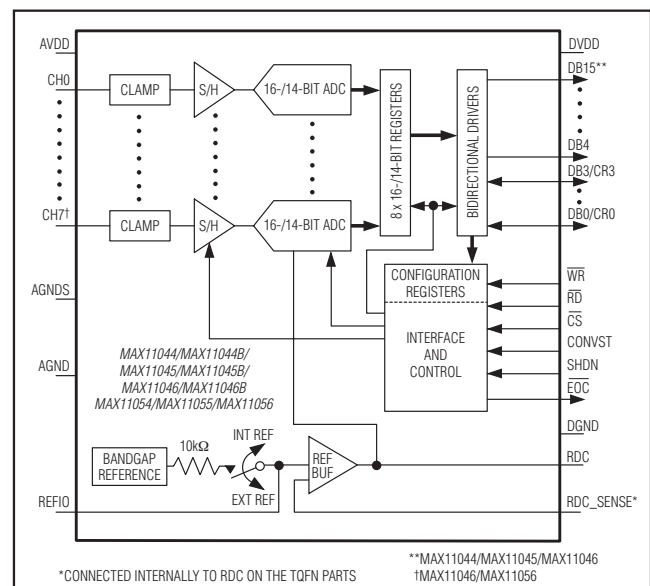 AVDD
DVDD
CH0
CLAMP
S/H
16-/14-BIT ADC
8 x 16-/14-BIT REGISTERS
BIDIRECTIONAL DRIVERS
DB15**
DB4
DB3/CR3
DB0/CR0
CH7†
CLAMP
S/H
16-/14-BIT ADC
CONFIGURATION
REGISTERS
INTERFACE
AND
CONTROL
WR
RD
CS
CONVST
SHDN
EOC
AGNDS
AGND
MAX11044/MAX11044B/
MAX11045/MAX11045B/
MAX11046/MAX11046B
MAX11054/MAX11055/MAX11056
DGND
BANDGAP
REFERENCE
10kΩ
INT REF
EXT REF
REF
BUF
RDC
REFIO
RDC_SENSE*
*CONNECTED INTERNALLY TO RDC ON THE TQFN PARTS
**MAX11044/MAX11045/MAX11046
†MAX11046/MAX11056